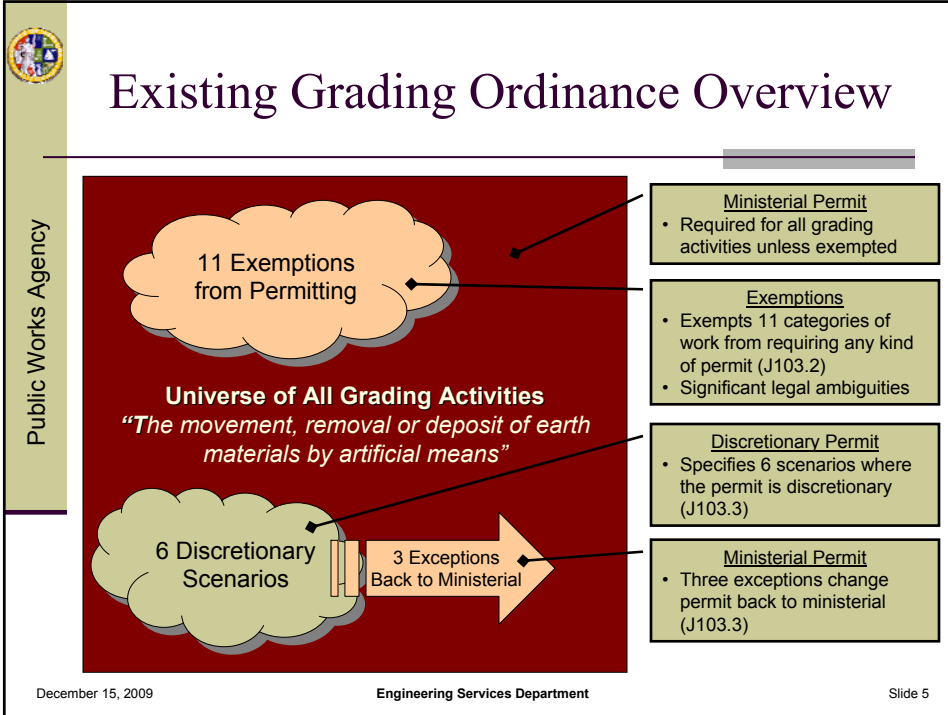 Existing Grading Ordinance Overview
Public Works Agency
11 Exemptions
from Permitting
Universe of All Grading Activities
“The movement, removal or deposit of earth
materials by artificial means”
6 Discretionary
Scenarios
3 Exceptions
Back to Ministerial
Ministerial Permit
• Required for all grading
activities unless exempted
Exemptions
• Exempts 11 categories of
work from requiring any kind
of permit (J103.2)
• Significant legal ambiguities
Discretionary Permit
• Specifies 6 scenarios where
the permit is discretionary
(J103.3)
Ministerial Permit
• Three exceptions change
permit back to ministerial
(J103.3)
December 15, 2009
Engineering Services Department
Slide 5